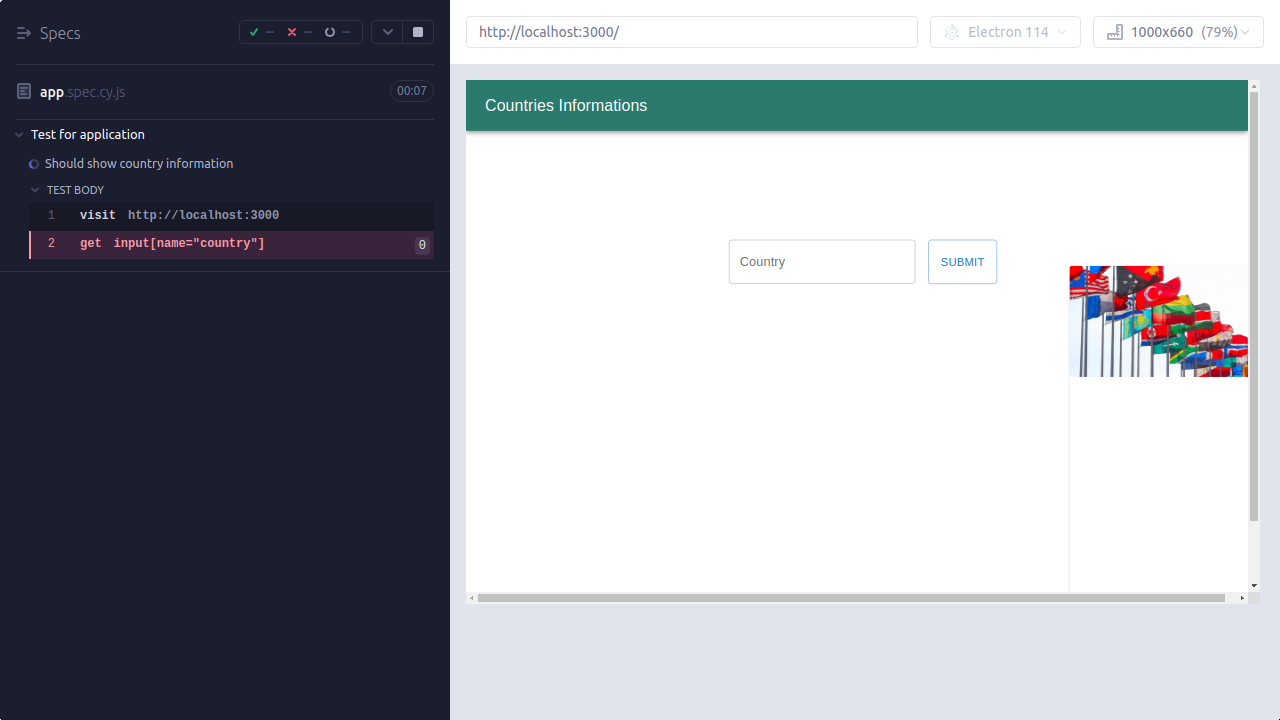 Specs
-- -- --
app.spec.cy.js
00:07
Test for application
Should show country information
TEST BODY
1 visit http://localhost:3000
2 get input[name="country"] 0
http://localhost:3000/
Electron 114
1000x660 (79%)
Countries Informations
Country
SUBMIT